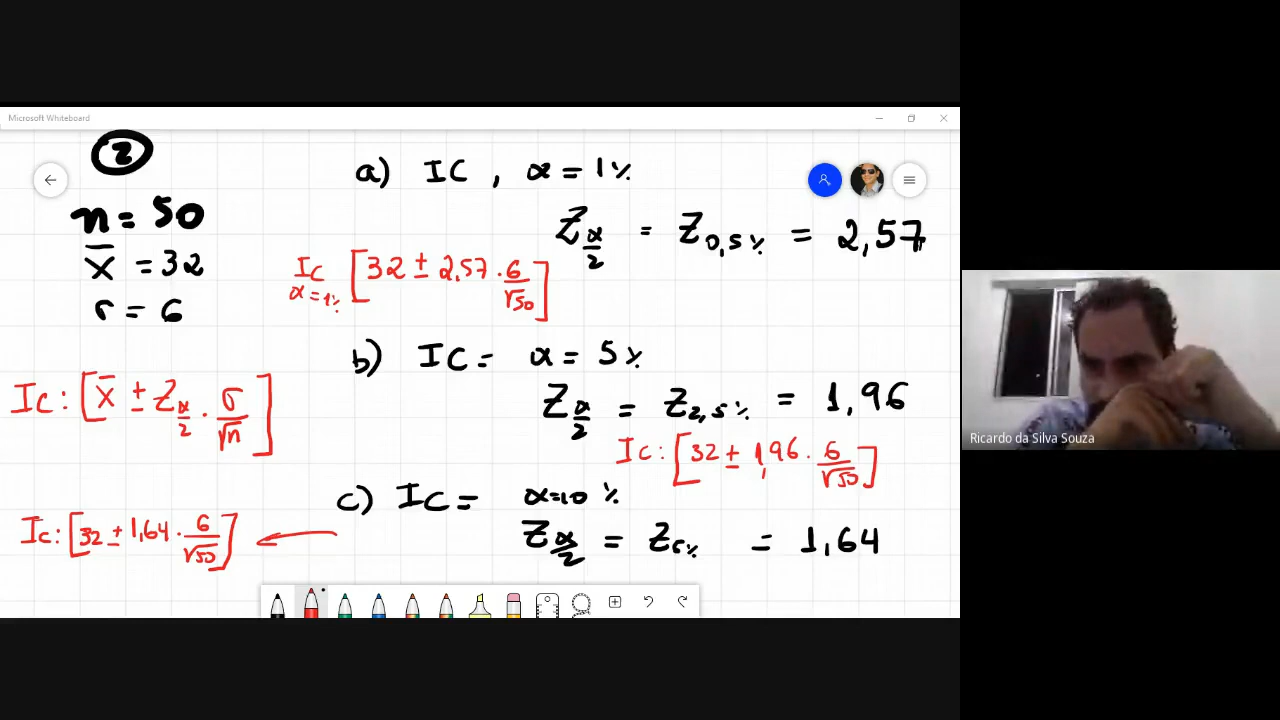 Microsoft Whiteboard
2
n = 50
x̄ = 32
σ = 6
IC: [x̄ ± Z α/2 · σ/√n]
a) IC, α = 1%
Z α/2 = Z 0,5% = 2,57
IC α=1% [32 ± 2,57 · 6/√50]
b) IC = α = 5%
Z α/2 = Z 2,5% = 1,96
IC: [32 ± 1,96 · 6/√50]
c) IC = α=10%
Z α/2 = Z 5% = 1,64
IC: [32 ± 1,64 · 6/√50]
Ricardo da Silva Souza